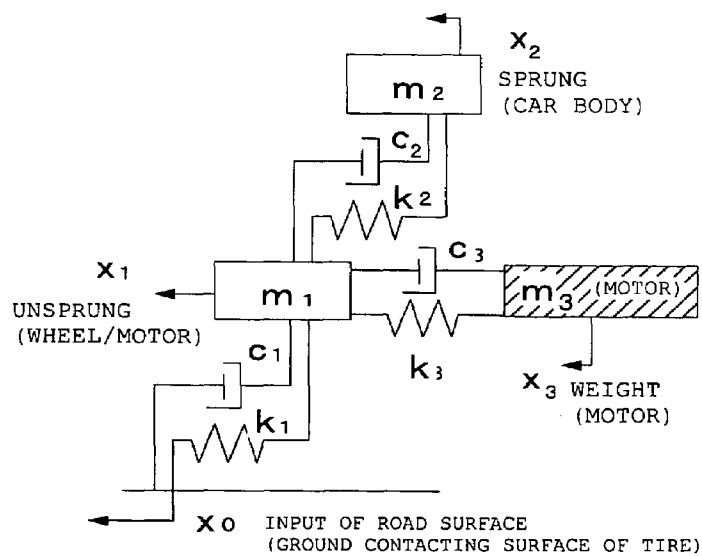 x2
SPRUNG
(CAR BODY)
m2
c2
k2
x1
UNSPRUNG
(WHEEL/MOTOR)
m1
c3
k3
m3 (MOTOR)
x3 WEIGHT
(MOTOR)
c1
k1
x0 INPUT OF ROAD SURFACE
(GROUND CONTACTING SURFACE OF TIRE)